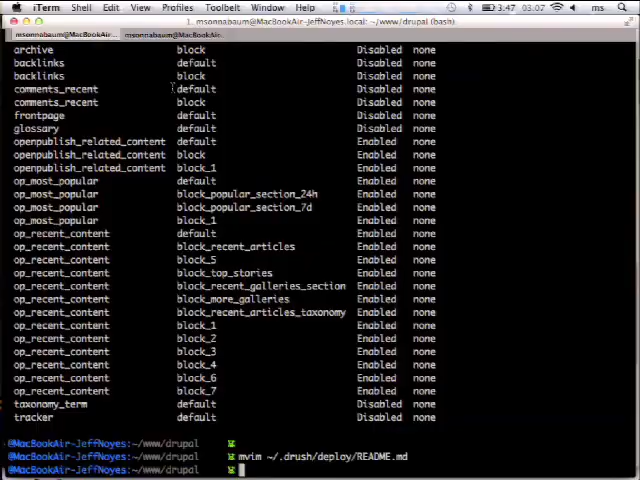 iTerm Shell Edit View Profiles Toolbelt Window Help 3:47 03:07 ms
1. msonnabaum@MacBookAir-JeffNoyes.local: ~/www/drupal (bash)
msonnabaum@MacBookAir-... msonnabaum@MacBookAir-...
archive block Disabled none
backlinks default Disabled none
backlinks block Disabled none
comments_recent default Disabled none
comments_recent block Disabled none
frontpage default Disabled none
glossary default Disabled none
openpublish_related_content default Enabled none
openpublish_related_content block Enabled none
openpublish_related_content block_1 Enabled none
op_most_popular default Enabled none
op_most_popular block_popular_section_24h Enabled none
op_most_popular block_popular_section_7d Enabled none
op_most_popular block_1 Enabled none
op_recent_content default Enabled none
op_recent_content block_recent_articles Enabled none
op_recent_content block_5 Enabled none
op_recent_content block_top_stories Enabled none
op_recent_content block_recent_galleries_section Enabled none
op_recent_content block_more_galleries Enabled none
op_recent_content block_recent_articles_taxonomy Enabled none
op_recent_content block_1 Enabled none
op_recent_content block_2 Enabled none
op_recent_content block_3 Enabled none
op_recent_content block_4 Enabled none
op_recent_content block_6 Enabled none
op_recent_content block_7 Enabled none
taxonomy_term default Disabled none
tracker default Disabled none
@MacBookAir-JeffNoyes:~/www/drupal
@MacBookAir-JeffNoyes:~/www/drupal mvim ~/.drush/deploy/README.md
@MacBookAir-JeffNoyes:~/www/drupal